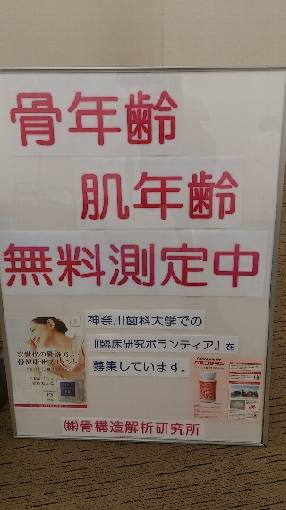 骨年齢
肌年齢
無料測定中
神奈川歯科大学での
『臨床研究ボランティア』を
募集しています。
㈱骨構造解析研究所